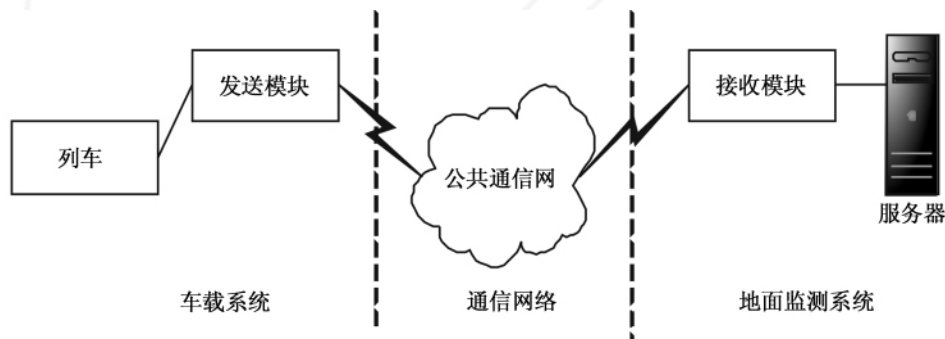 发送模块
接收模块
列车
公共通信网
服务器
车载系统
通信网络
地面监测系统